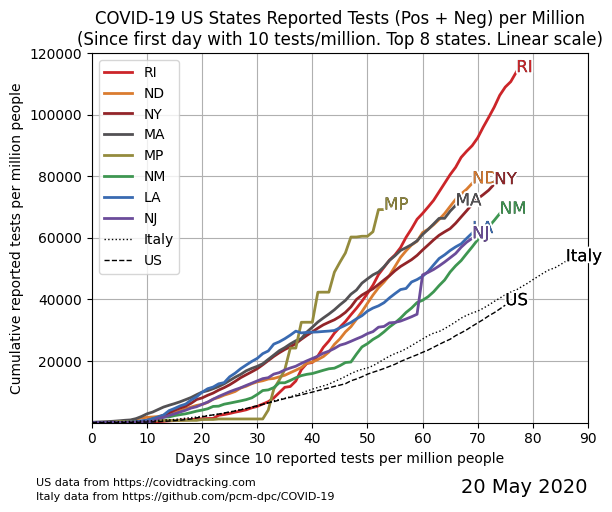 COVID-19 US States Reported Tests (Pos + Neg) per Million
(Since first day with 10 tests/million. Top 8 states. Linear scale)
Cumulative reported tests per million people
120000
100000
80000
60000
40000
20000
RI
ND
NY
MA
MP
NM
LA
NJ
Italy
US
RI
ND
NY
MP
MA
NM
LA
NJ
Italy
US
0 10 20 30 40 50 60 70 80 90
Days since 10 reported tests per million people
US data from https://covidtracking.com
Italy data from https://github.com/pcm-dpc/COVID-19
20 May 2020